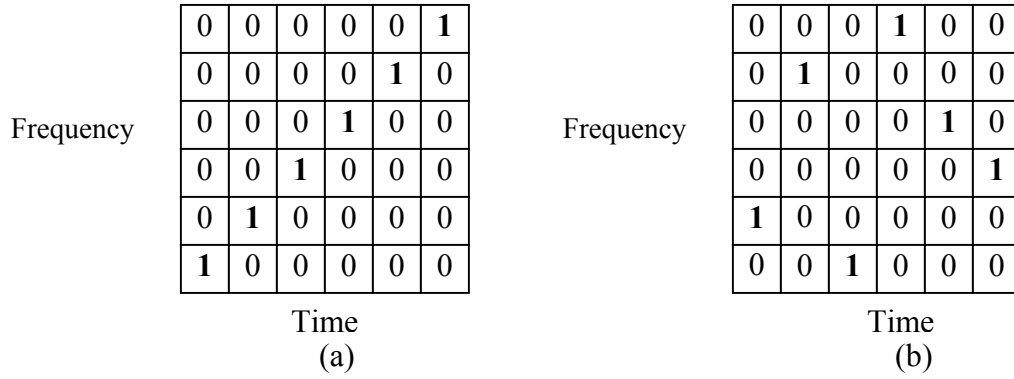 0 0 0 0 0 1
0 0 0 0 1 0
Frequency
0 0 0 1 0 0
0 0 1 0 0 0
0 1 0 0 0 0
1 0 0 0 0 0
Time
(a)
0 0 0 1 0 0
0 1 0 0 0 0
Frequency
0 0 0 0 1 0
0 0 0 0 0 1
1 0 0 0 0 0
0 0 1 0 0 0
Time
(b)